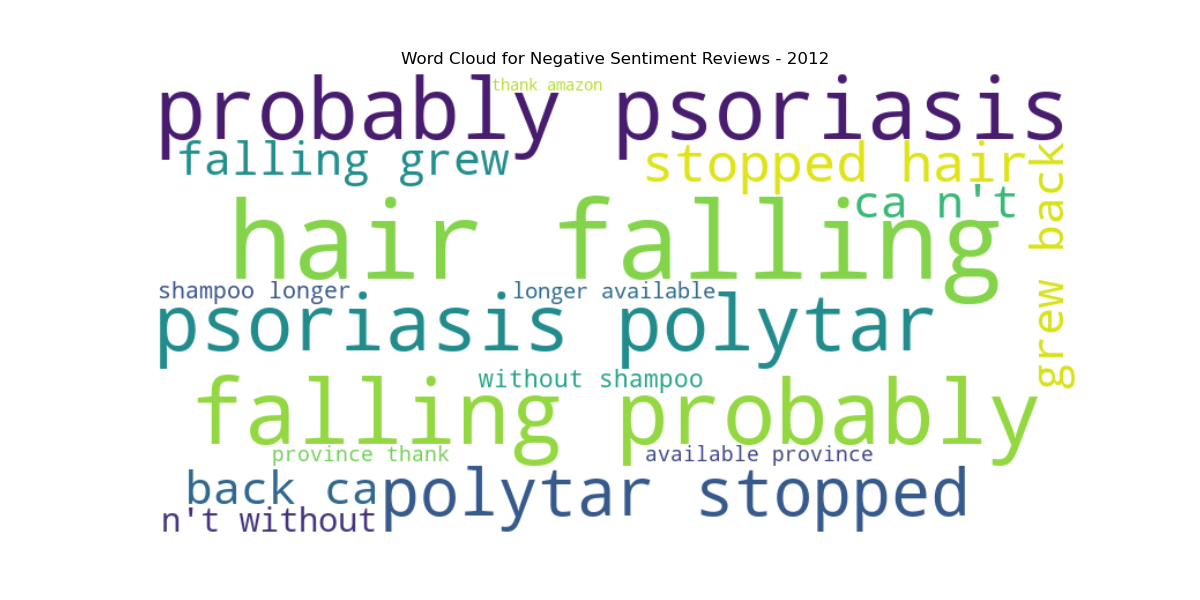 Word Cloud for Negative Sentiment Reviews - 2012
thank amazon
probably psoriasis
falling grew
stopped hair
ca n't
grew back
hair falling
shampoo longer
longer available
psoriasis polytar
without shampoo
falling probably
province thank
available province
back ca
polytar stopped
n't without